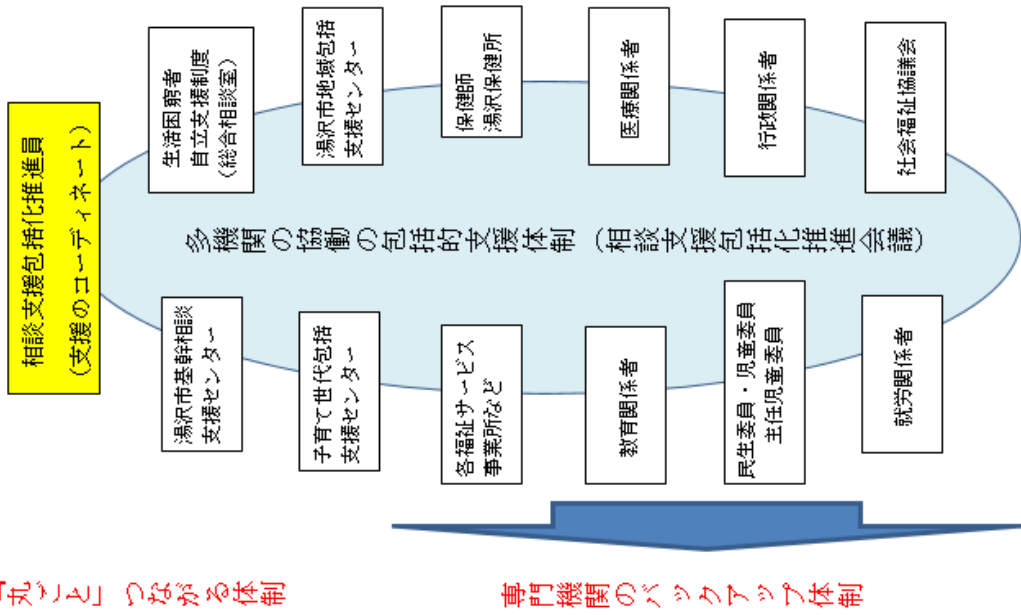 相談支援包括化推進員
(支援のコーディネート)
湯沢市基幹相談
支援センター
生活困窮者
自立支援制度
(総合相談室)
子育て世代包括
支援センター
湯沢市地域包括
支援センター
各福祉サービス
事業所など
保健師
湯沢保健所
教育関係者
医療関係者
民生委員・児童委員
主任児童委員
行政関係者
就労関係者
社会福祉協議会
多機関の協働の包括的支援体制(相談支援包括化推進会議)
「丸ごと」つながる体制
専門機関のバックアップ体制